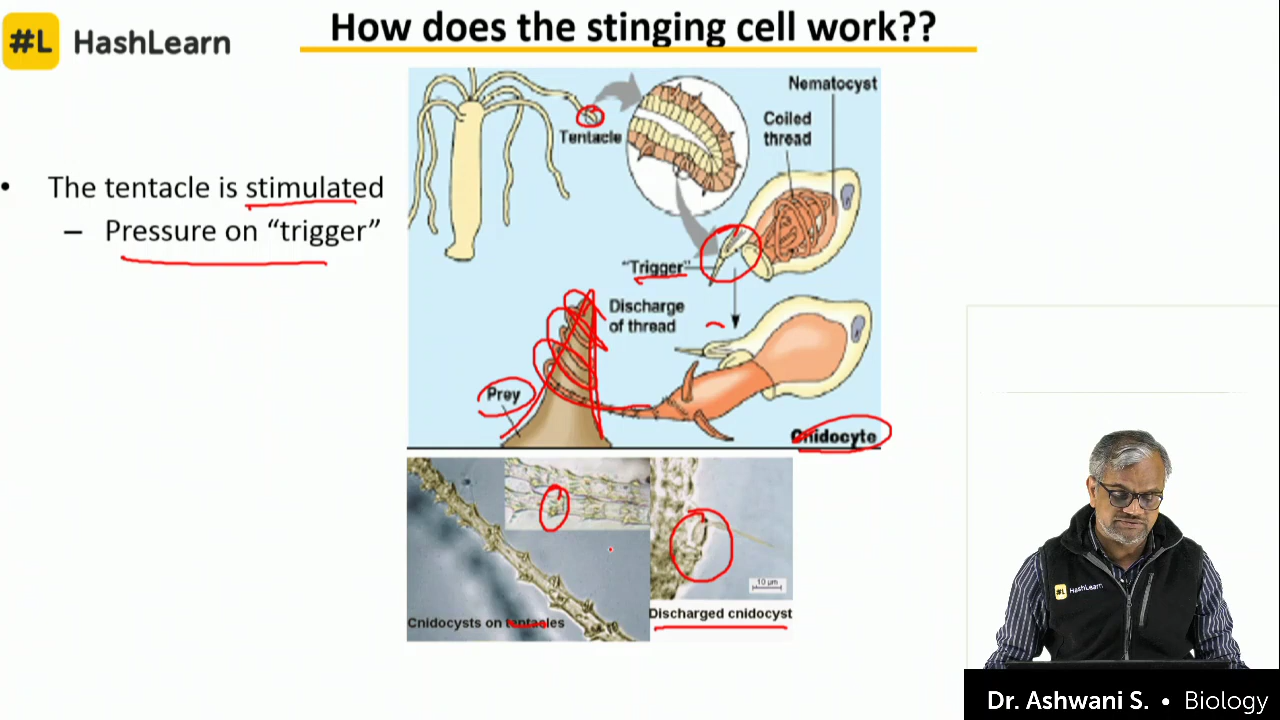 #L HashLearn
How does the stinging cell work??
• The tentacle is stimulated
– Pressure on “trigger”
Tentacle
Nematocyst
Coiled
thread
“Trigger”
Discharge
of thread
Prey
Cnidocyte
Cnidocysts on tentacles
10 µm
Discharged cnidocyst
#L HashLearn
Dr. Ashwani S. • Biology